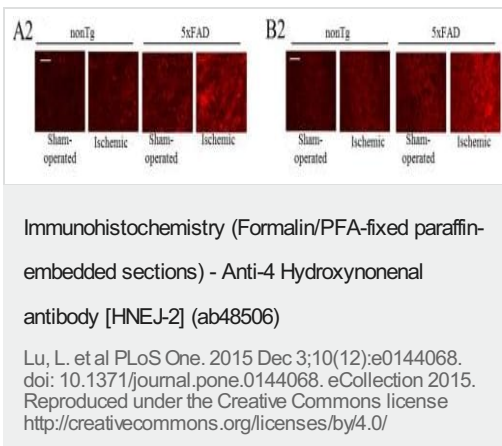 A2 nonTg 5xFAD B2 nonTg 5xFAD
Sham-operated Ischemic Sham-operated Ischemic Sham-operated Ischemic Sham-operated Ischemic
Immunohistochemistry (Formalin/PFA-fixed paraffin-
embedded sections) - Anti-4 Hydroxynonenal
antibody [HNEJ-2] (ab48506)
Lu, L. et al PLoS One. 2015 Dec 3;10(12):e0144068.
doi: 10.1371/journal.pone.0144068. eCollection 2015.
Reproduced under the Creative Commons license
http://creativecommons.org/licenses/by/4.0/